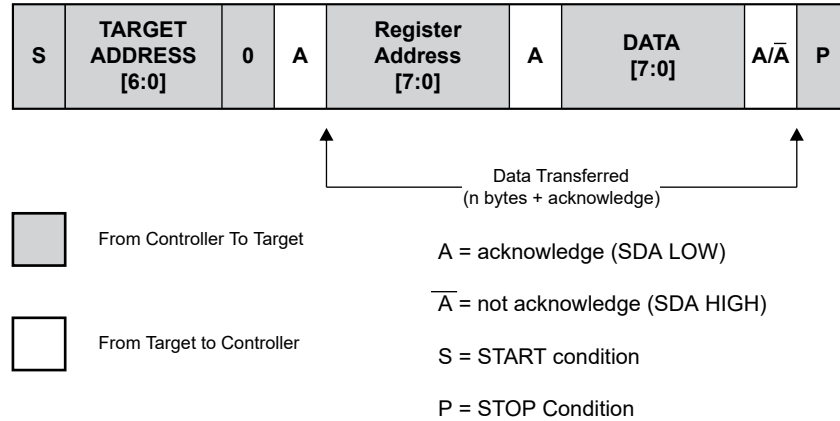 S
TARGET
ADDRESS
[6:0]
0
A
Register
Address
[7:0]
A
DATA
[7:0]
A/A̅
P
Data Transferred
(n bytes + acknowledge)
From Controller To Target
A = acknowledge (SDA LOW)
A̅ = not acknowledge (SDA HIGH)
From Target to Controller
S = START condition
P = STOP Condition